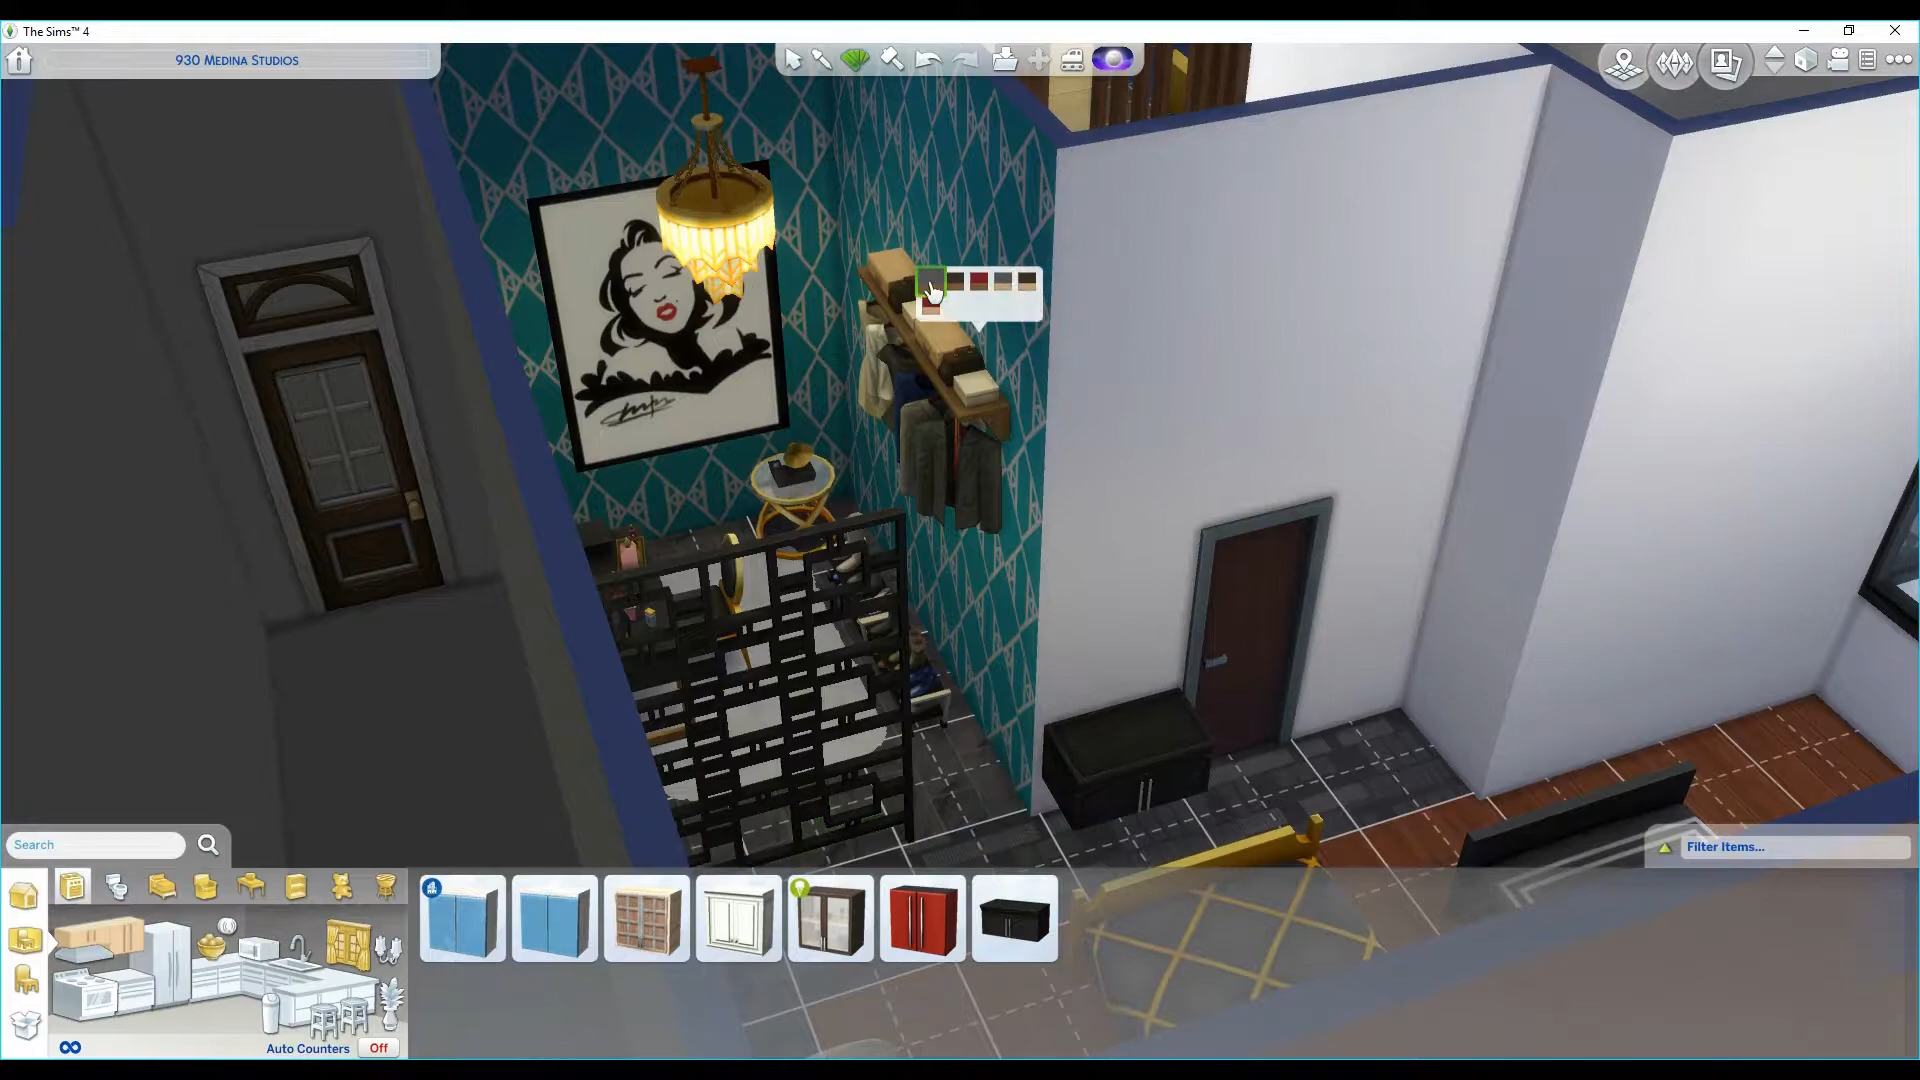 The Sims™ 4
930 Medina Studios
Search
Filter Items...
Auto Counters
Off